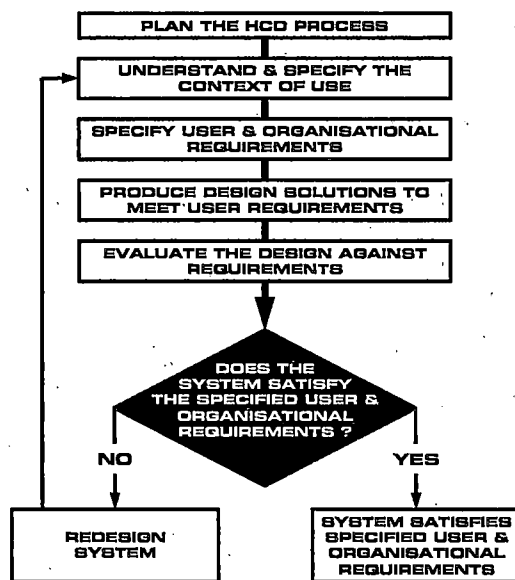 PLAN THE HCD PROCESS
UNDERSTAND & SPECIFY THE
CONTEXT OF USE
SPECIFY USER & ORGANISATIONAL
REQUIREMENTS
PRODUCE DESIGN SOLUTIONS TO
MEET USER REQUIREMENTS
EVALUATE THE DESIGN AGAINST
REQUIREMENTS
DOES THE
SYSTEM SATISFY
THE SPECIFIED USER &
ORGANISATIONAL
REQUIREMENTS ?
NO
YES
REDESIGN
SYSTEM
SYSTEM SATISFIES
SPECIFIED USER &
ORGANISATIONAL
REQUIREMENTS